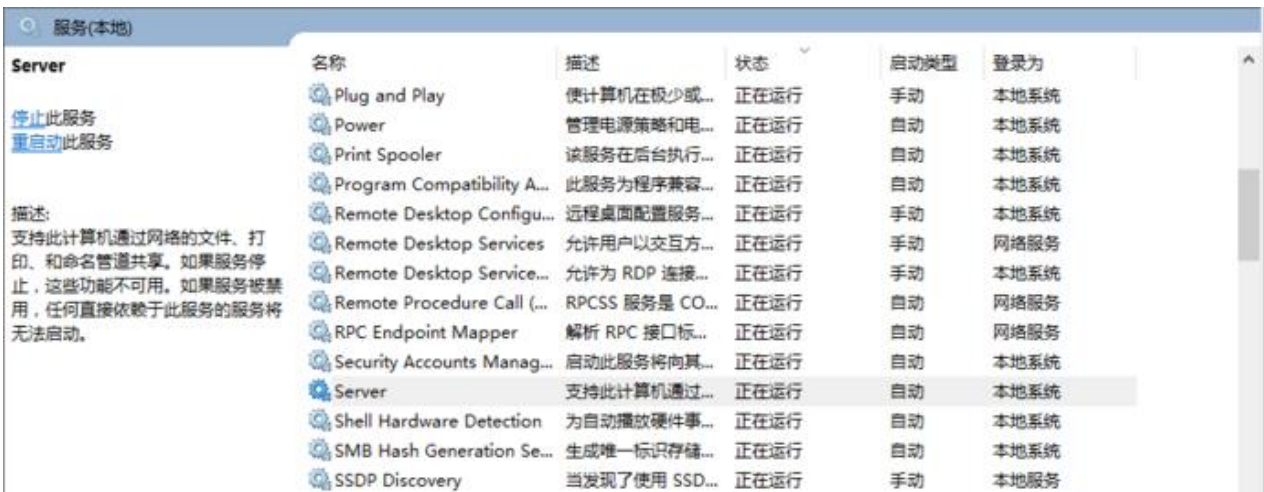 服务(本地)
Server
停止此服务
重启动此服务
描述:
支持此计算机通过网络的文件、打
印、和命名管道共享。如果服务停
止，这些功能不可用。如果服务被禁
用，任何直接依赖于此服务的服务将
无法启动。
名称 描述 状态 启动类型 登录为
Plug and Play 使计算机在极少或... 正在运行 手动 本地系统
Power 管理电源策略和电... 正在运行 自动 本地系统
Print Spooler 该服务在后台执行... 正在运行 自动 本地系统
Program Compatibility A... 此服务为程序兼容... 正在运行 自动 本地系统
Remote Desktop Configu... 远程桌面配置服务... 正在运行 手动 本地系统
Remote Desktop Services 允许用户以交互方... 正在运行 手动 网络服务
Remote Desktop Service... 允许为 RDP 连接... 正在运行 手动 本地系统
Remote Procedure Call (... RPCSS 服务是 CO... 正在运行 自动 网络服务
RPC Endpoint Mapper 解析 RPC 接口标... 正在运行 自动 网络服务
Security Accounts Manag... 启动此服务将向其... 正在运行 自动 本地系统
Server 支持此计算机通过... 正在运行 自动 本地系统
Shell Hardware Detection 为自动播放硬件事... 正在运行 自动 本地系统
SMB Hash Generation Se... 生成唯一标识存储... 正在运行 自动 本地系统
SSDP Discovery 当发现了使用 SSD... 正在运行 手动 本地服务